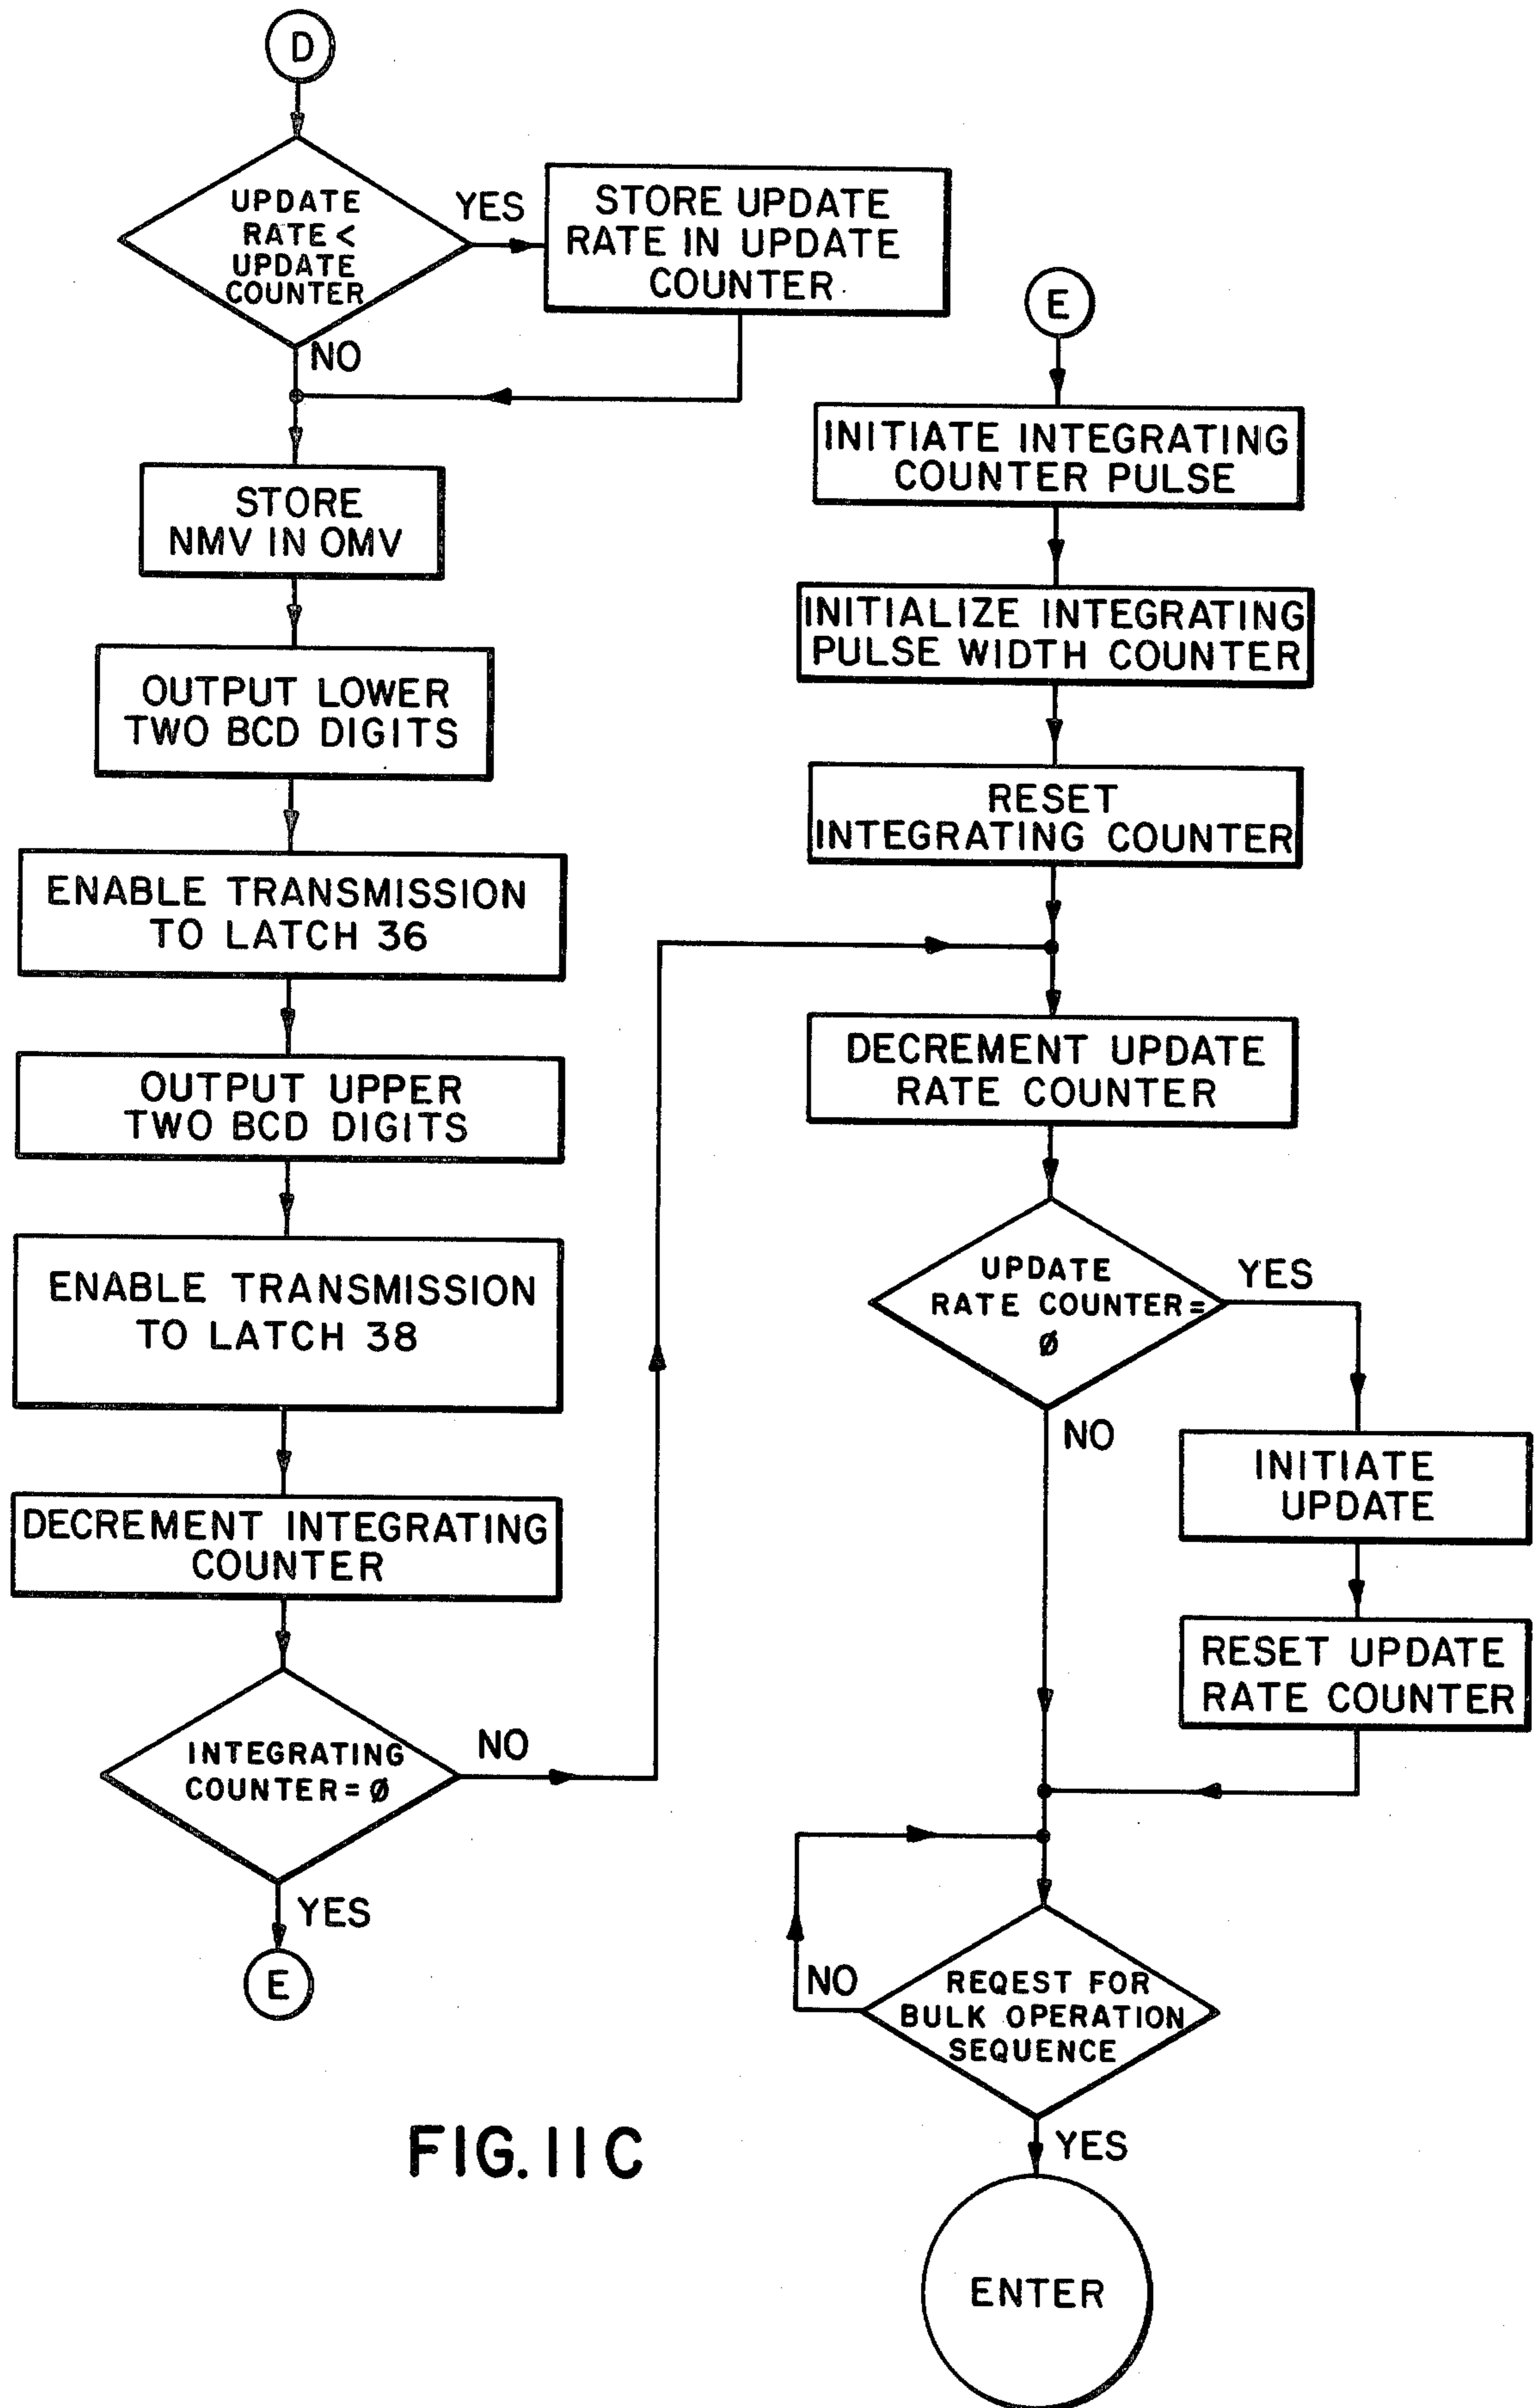 D
UPDATE
RATE <
UPDATE
COUNTER
YES
STORE UPDATE
RATE IN UPDATE
COUNTER
NO
STORE
NMV IN OMV
OUTPUT LOWER
TWO BCD DIGITS
ENABLE TRANSMISSION
TO LATCH 36
OUTPUT UPPER
TWO BCD DIGITS
ENABLE TRANSMISSION
TO LATCH 38
DECREMENT INTEGRATING
COUNTER
INTEGRATING
COUNTER = Ø
NO
YES
E
E
INITIATE INTEGRATING
COUNTER PULSE
INITIALIZE INTEGRATING
PULSE WIDTH COUNTER
RESET
INTEGRATING COUNTER
DECREMENT UPDATE
RATE COUNTER
UPDATE
RATE COUNTER =
Ø
YES
NO
INITIATE
UPDATE
RESET UPDATE
RATE COUNTER
REQEST FOR
BULK OPERATION
SEQUENCE
NO
YES
ENTER
FIG. 11C